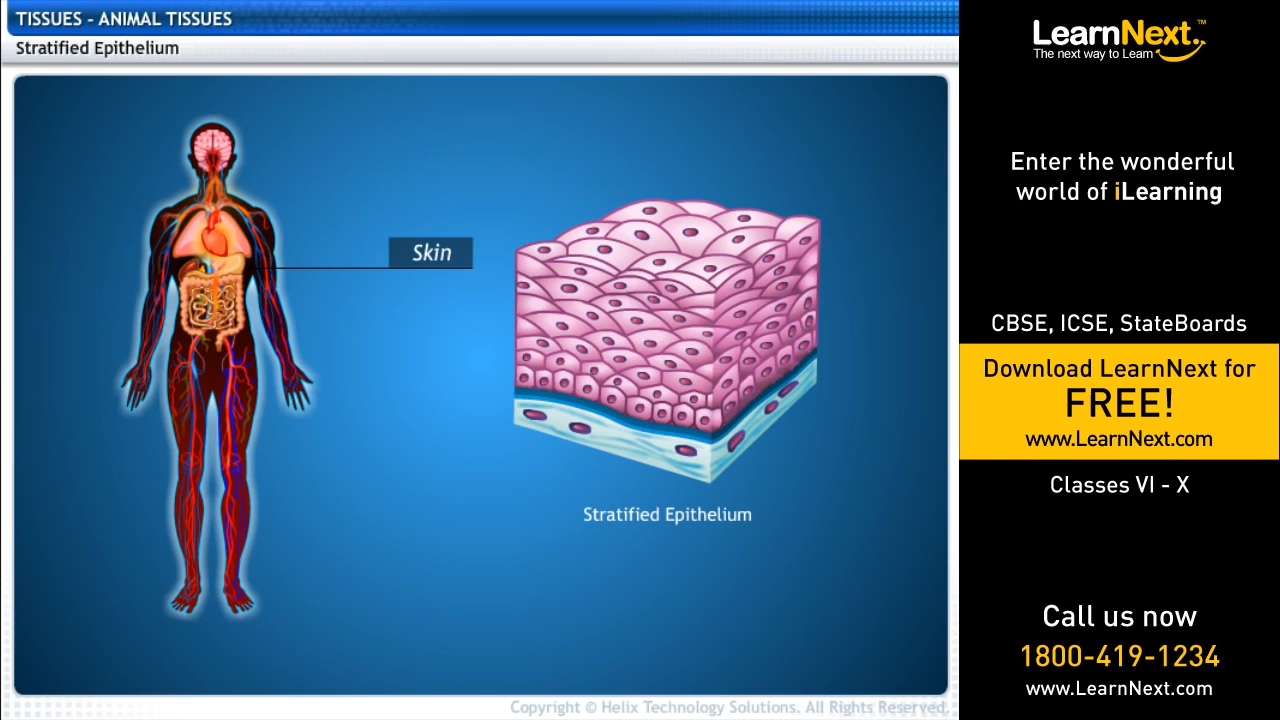 TISSUES - ANIMAL TISSUES
Stratified Epithelium
Skin
Stratified Epithelium
Copyright © Helix Technology Solutions. All Rights Reserved.
LearnNext.™
The next way to Learn
Enter the wonderful
world of iLearning
CBSE, ICSE, StateBoards
Download LearnNext for
FREE!
www.LearnNext.com
Classes VI - X
Call us now
1800-419-1234
www.LearnNext.com